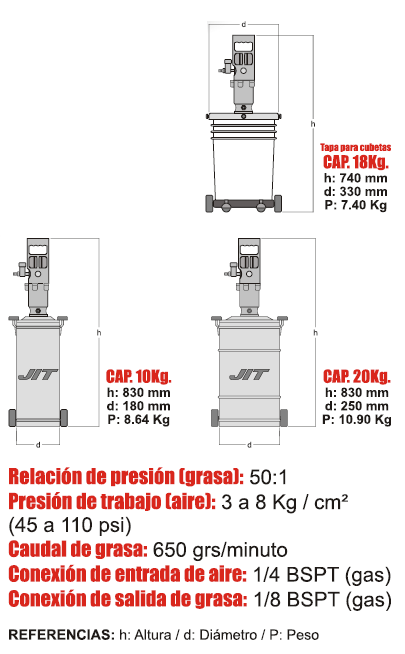 d
h
Tapa para cubetas
CAP. 18Kg.
h: 740 mm
d: 330 mm
P: 7.40 Kg
h
JIT
d
CAP. 10Kg.
h: 830 mm
d: 180 mm
P: 8.64 Kg
h
JIT
d
CAP. 20Kg.
h: 830 mm
d: 250 mm
P: 10.90 Kg
Relación de presión (grasa): 50:1
Presión de trabajo (aire): 3 a 8 Kg / cm²
(45 a 110 psi)
Caudal de grasa: 650 grs/minuto
Conexión de entrada de aire: 1/4 BSPT (gas)
Conexión de salida de grasa: 1/8 BSPT (gas)
REFERENCIAS: h: Altura / d: Diámetro / P: Peso